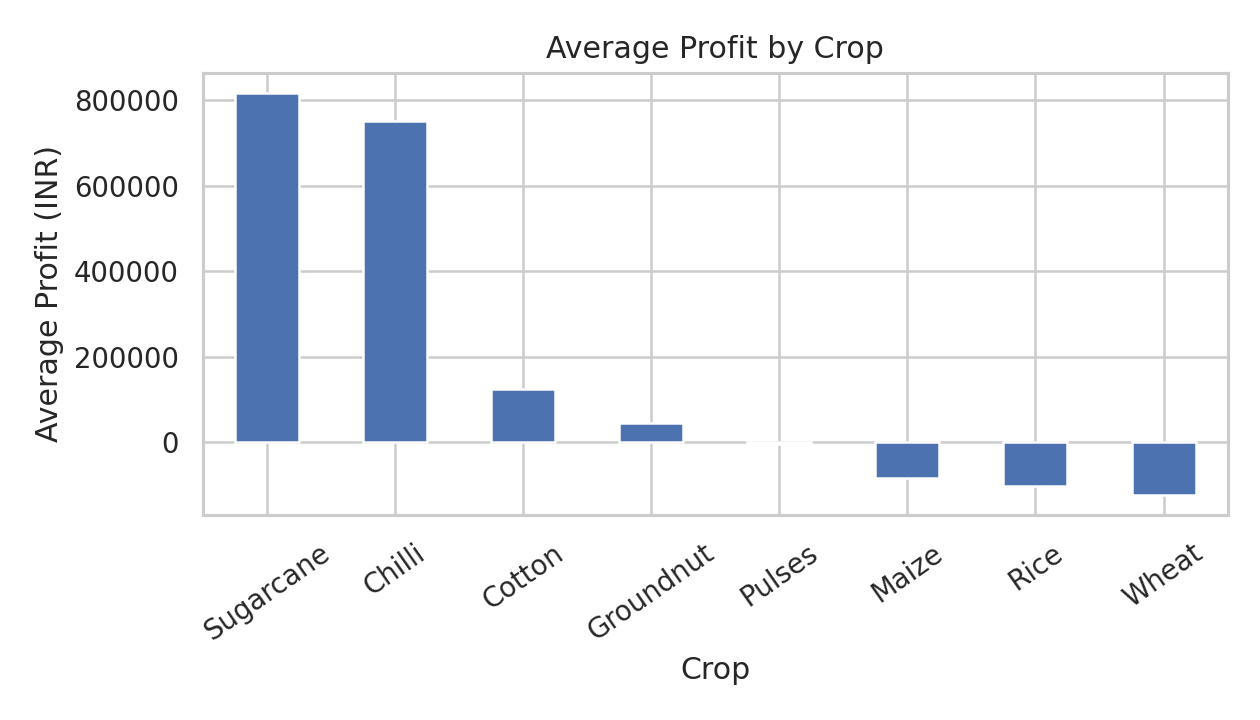 Average Profit by Crop
Average Profit (INR)
800000
600000
400000
200000
0
Sugarcane
Chilli
Cotton
Groundnut
Pulses
Maize
Rice
Wheat
Crop